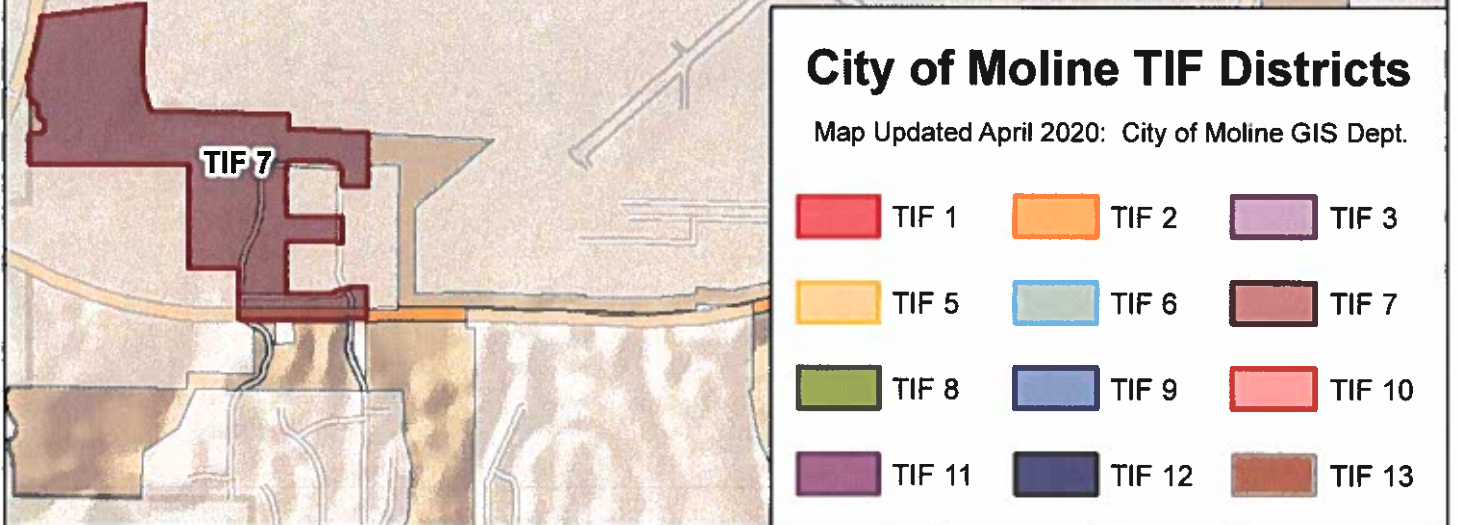 TIF 7
City of Moline TIF Districts
Map Updated April 2020: City of Moline GIS Dept.
TIF 1
TIF 2
TIF 3
TIF 5
TIF 6
TIF 7
TIF 8
TIF 9
TIF 10
TIF 11
TIF 12
TIF 13